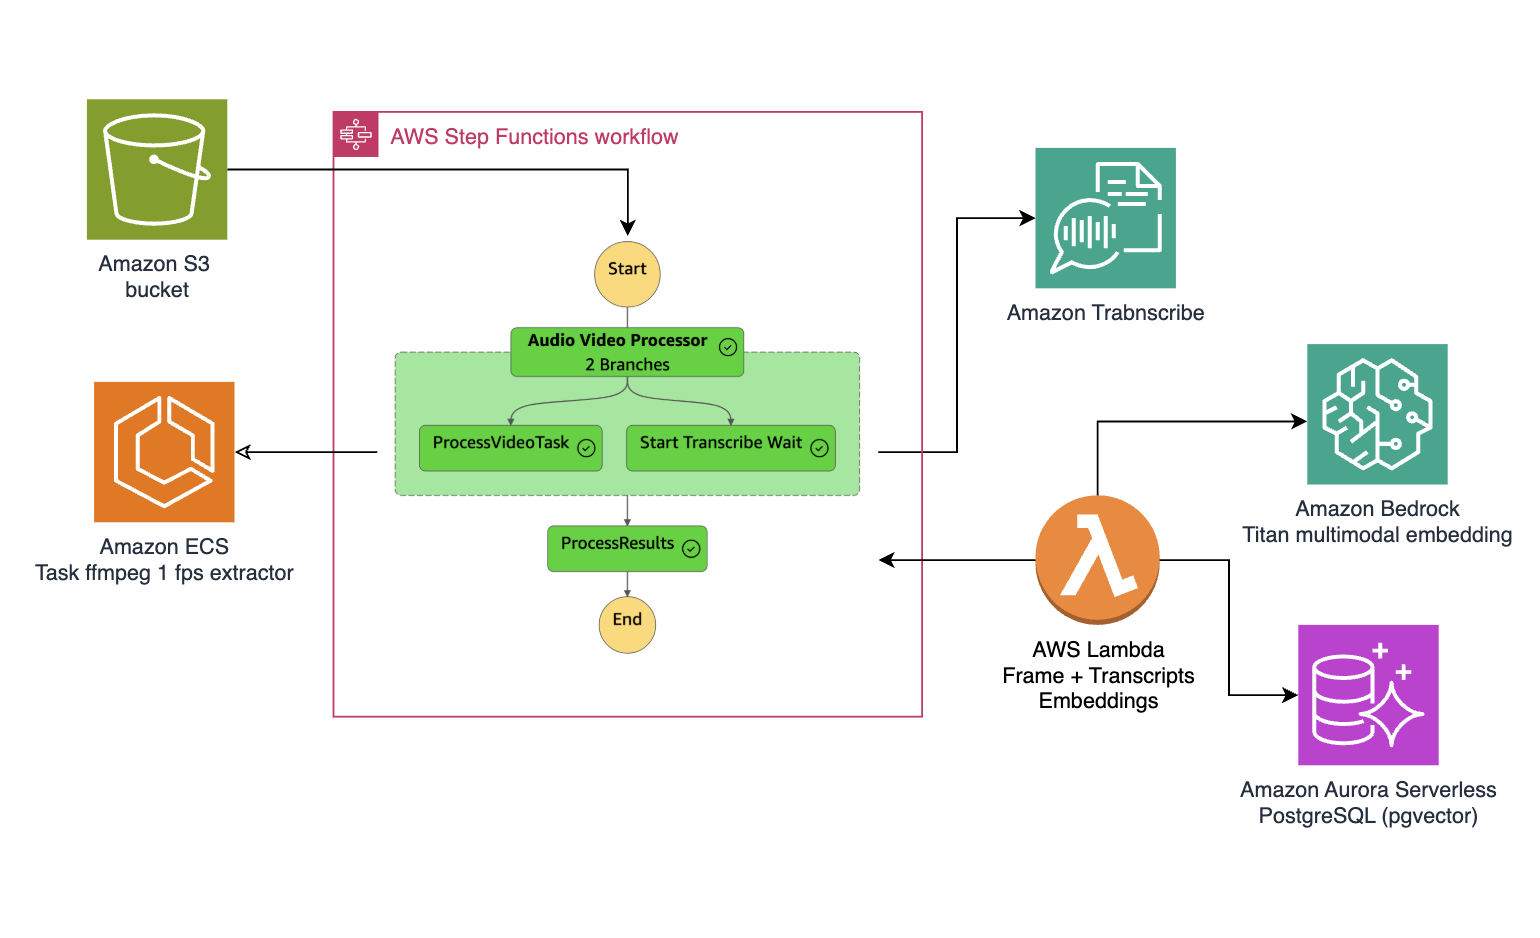 AWS Step Functions workflow
Amazon S3
bucket
Start
Audio Video Processor
2 Branches
ProcessVideoTask
Start Transcribe Wait
ProcessResults
End
Amazon ECS
Task ffmpeg 1 fps extractor
Amazon Trabnscribe
Amazon Bedrock
Titan multimodal embedding
AWS Lambda
Frame + Transcripts
Embeddings
Amazon Aurora Serverless
PostgreSQL (pgvector)